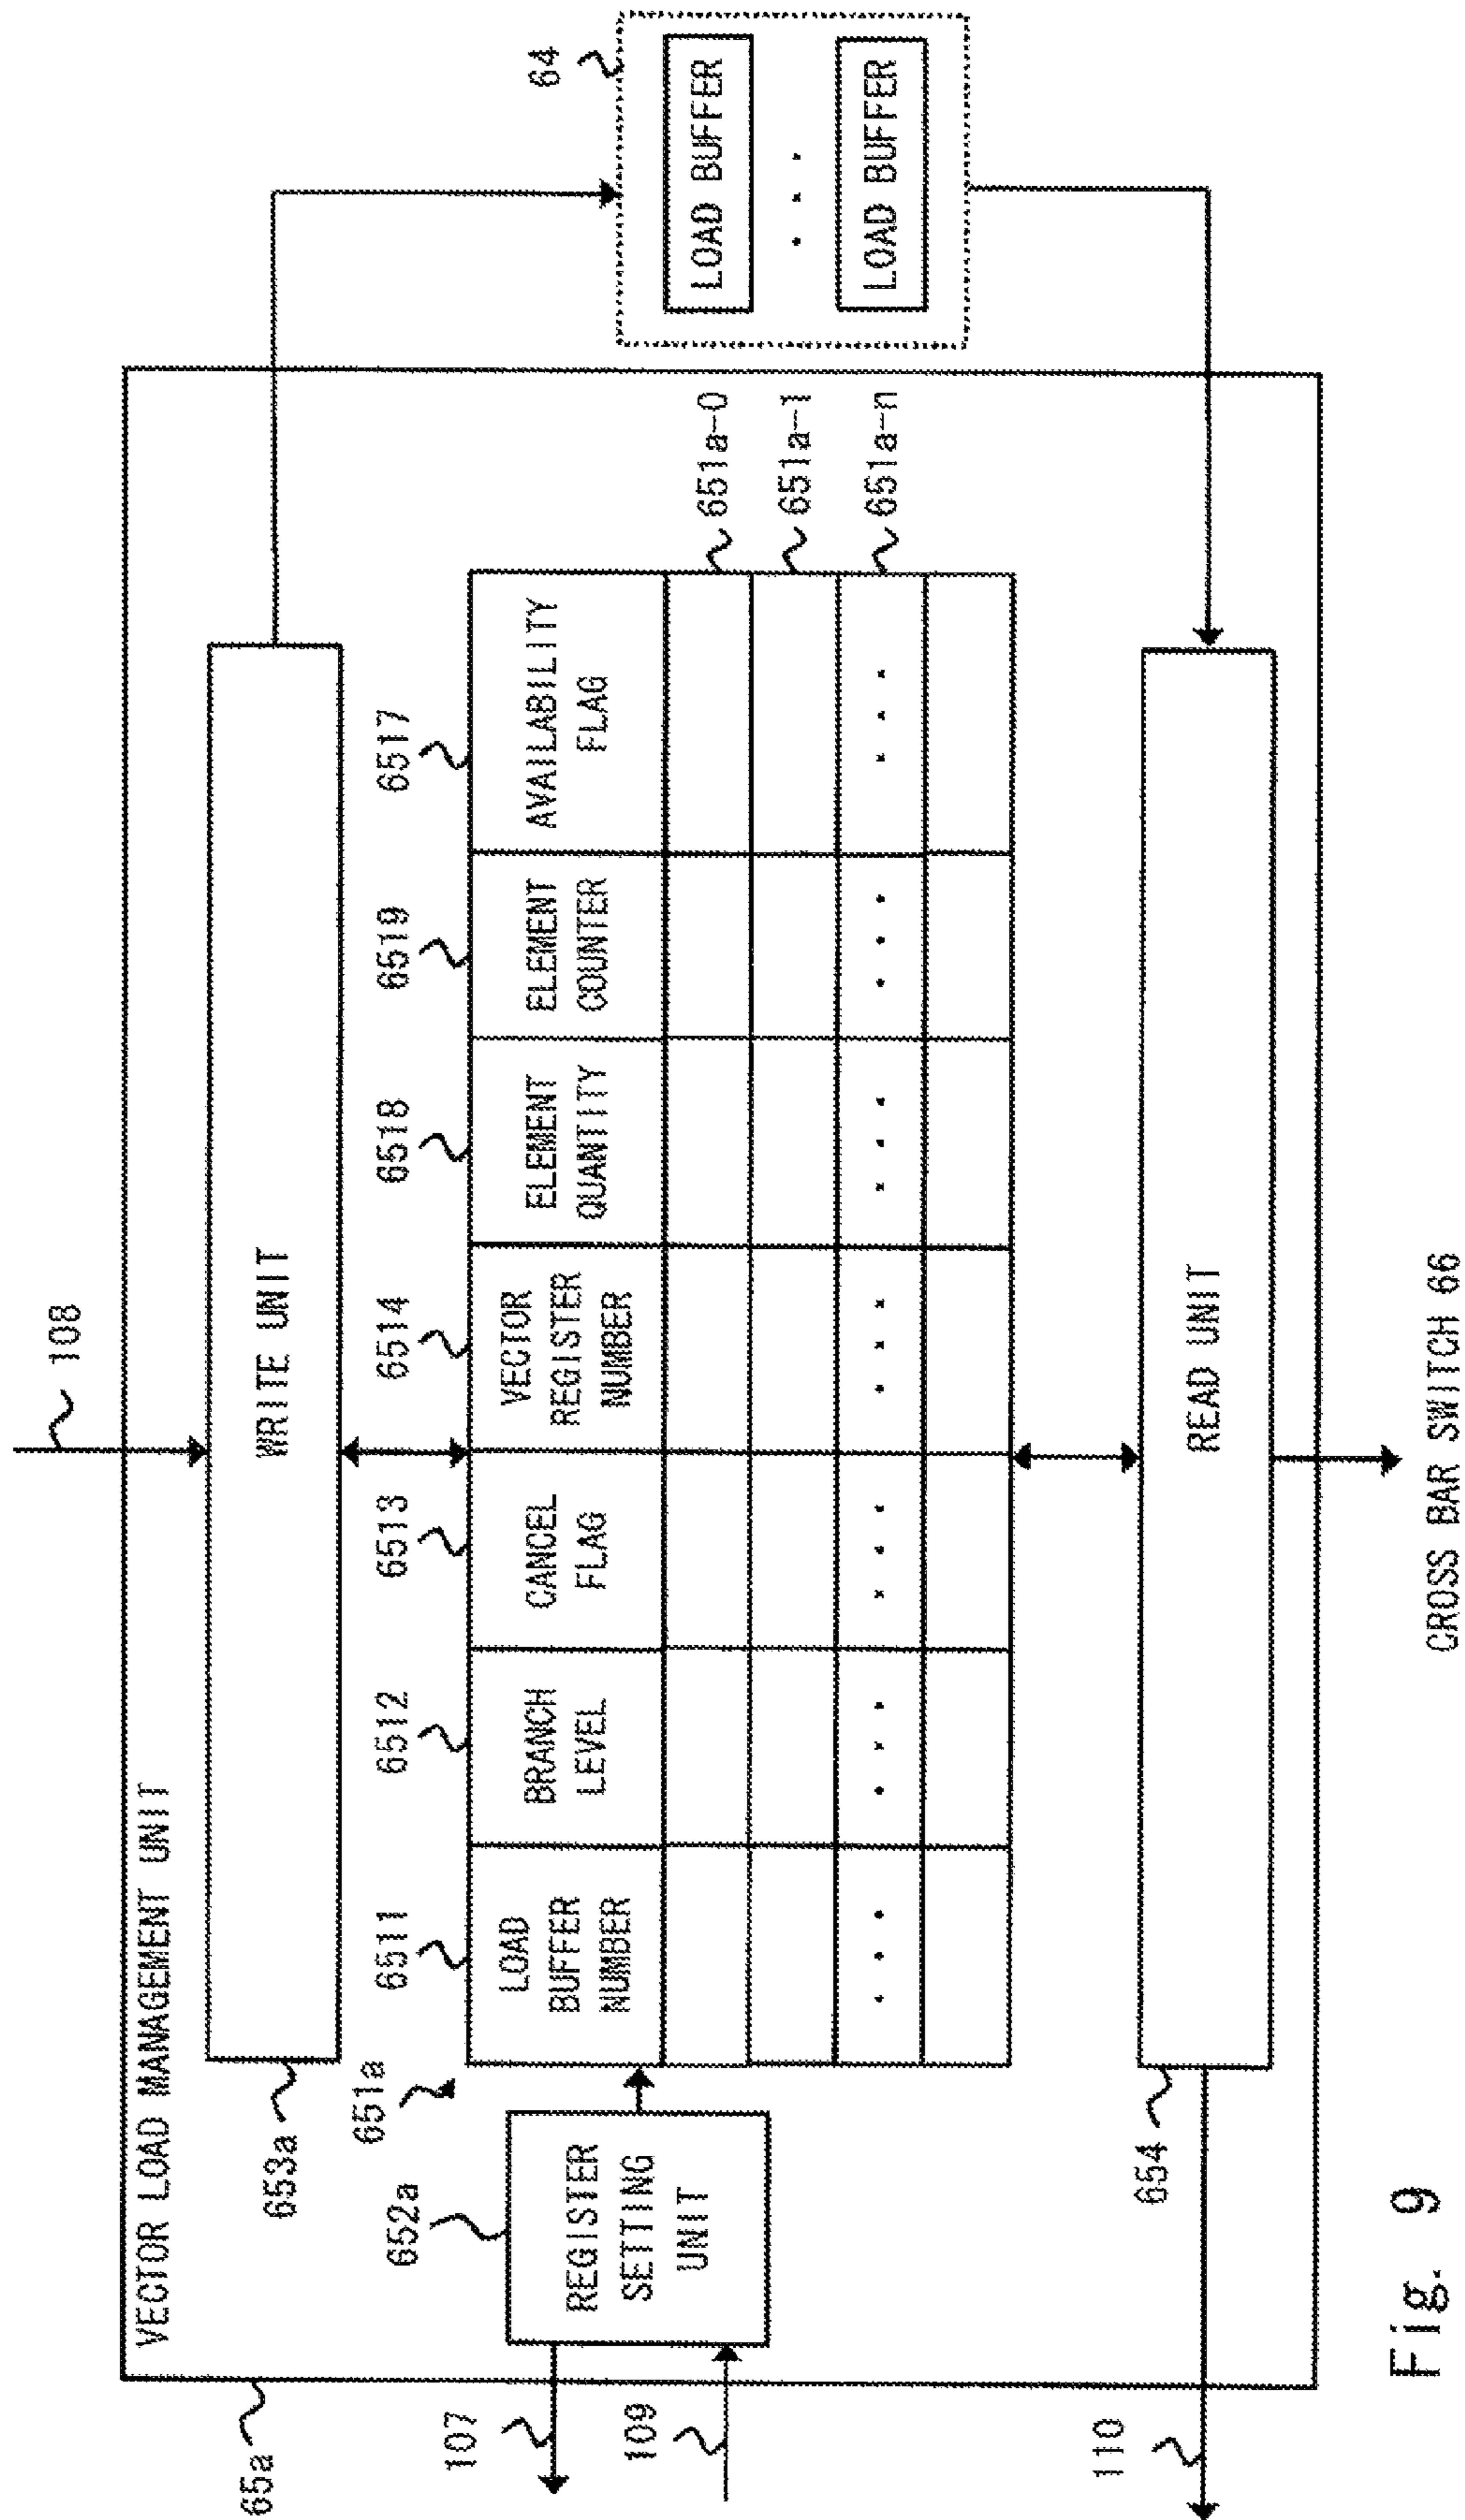 65a
VECTOR LOAD MANAGEMENT UNIT
108
653a
WRITE UNIT
651a
6511
6512
6513
6514
6518
6519
6517
LOAD
BUFFER
NUMBER
BRANCH
LEVEL
CANCEL
FLAG
VECTOR
REGISTER
NUMBER
ELEMENT
QUANTITY
ELEMENT
COUNTER
AVAILABILITY
FLAG
651a-0
651a-1
651a-n
652a
REGISTER
SETTING
UNIT
107
109
64
LOAD BUFFER
LOAD BUFFER
654
READ UNIT
110
CROSS BAR SWITCH 66
Fig. 9